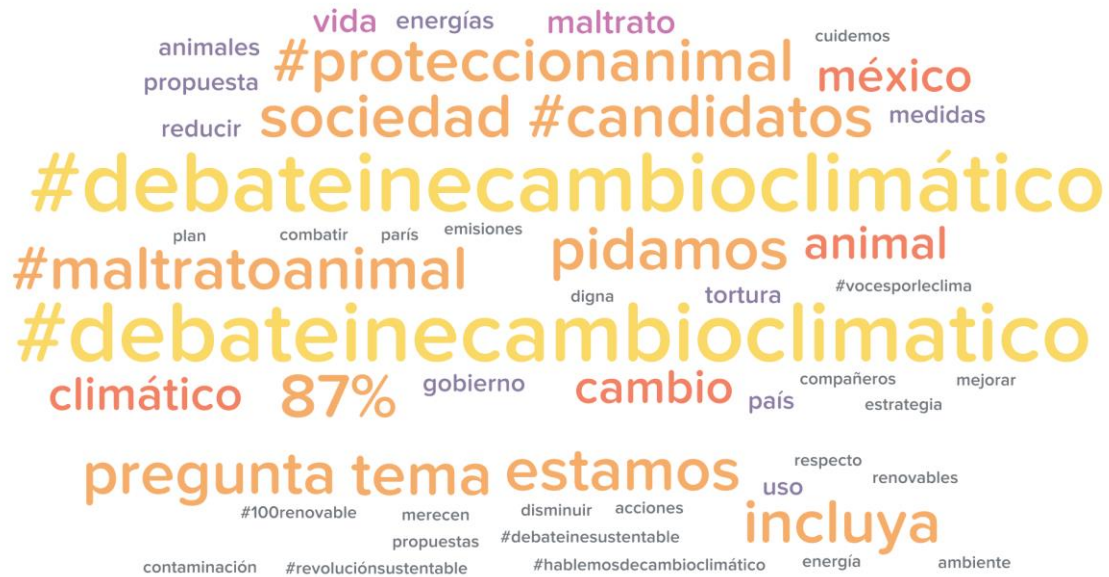 vida energías maltrato
cuidemos
animales #proteccionanimal
propuesta méxico
reducir sociedad #candidatos medidas
#debateinecambioclimático
plan combatir parís emisiones
#maltratoanimal pidamos animal
digna tortura #vocesporleclima
#debateinecambioclimatico
climático 87% gobierno cambio país compañeros mejorar
estrategia
pregunta tema estamos respecto
uso renovables
#100renovable merecen disminuir acciones incluya
propuestas #debateinesustentable
contaminación #revoluciónsustentable #hablemosdecambioclimático energía ambiente